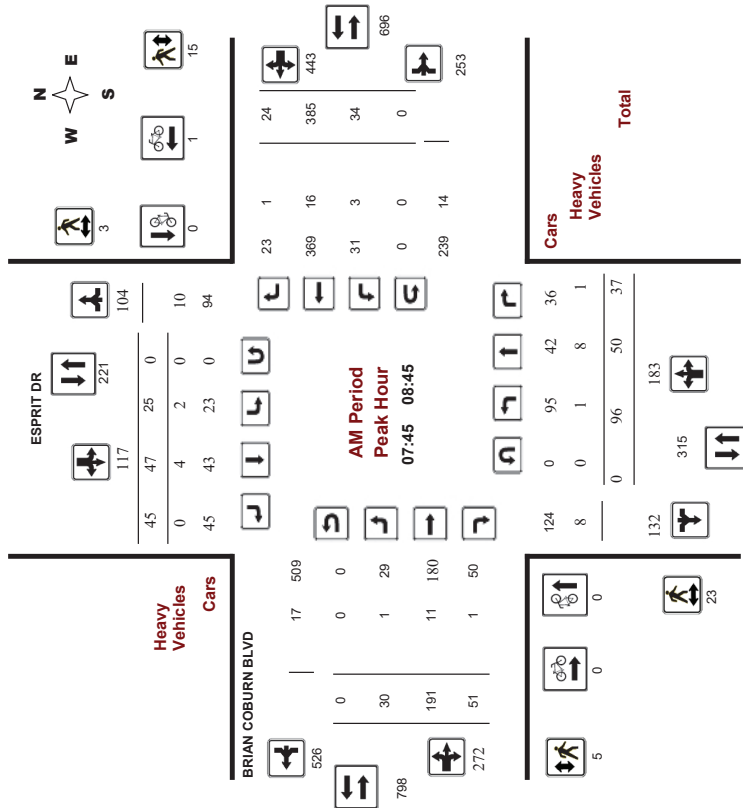 ESPRIT DR
N
W
E
S
3
0
1
15
117
221
104
45 47 25 0
0 4 2 0 10
45 43 23 0 94
Heavy
Vehicles
Cars
BRIAN COBURN BLVD
526
798
272
17 509
0 0 0
30 1 29
191 11 180
51 1 50
AM Period
Peak Hour
07:45 08:45
23 1 24
369 16 385
31 3 34
0 0 0
239 14
443
696
253
124 0 95 42 36 Cars
8 0 1 8 1 Heavy
Vehicles
0 96 50 37 Total
132
315
183
5
0
0
23